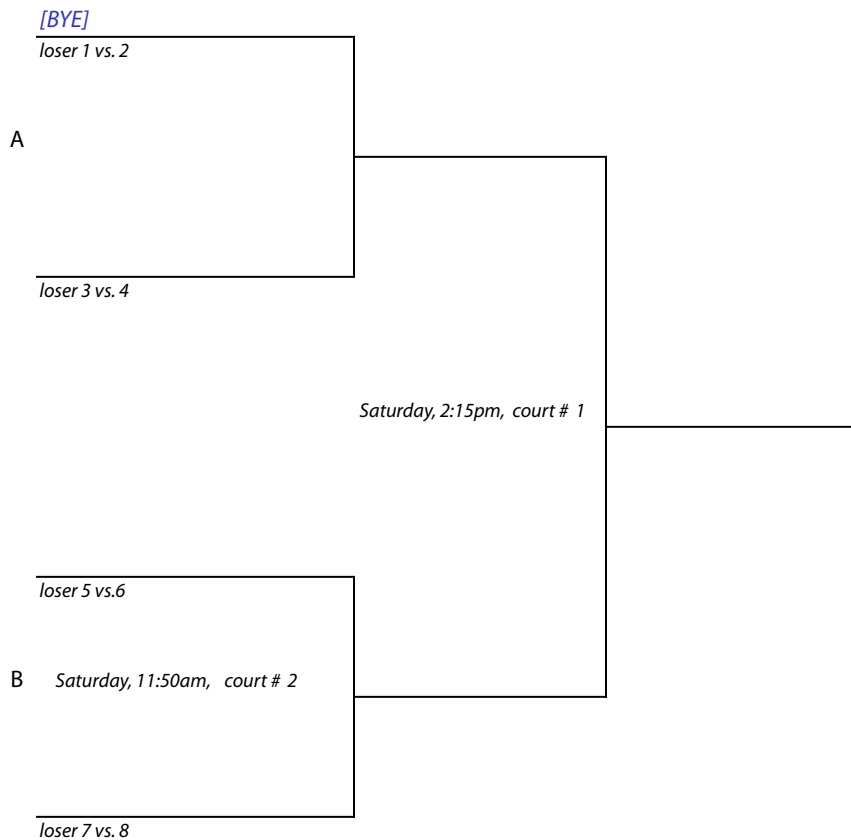 [BYE]
loser 1 vs. 2
A
loser 3 vs. 4
Saturday, 2:15pm, court # 1
loser 5 vs.6
B Saturday, 11:50am, court # 2
loser 7 vs. 8